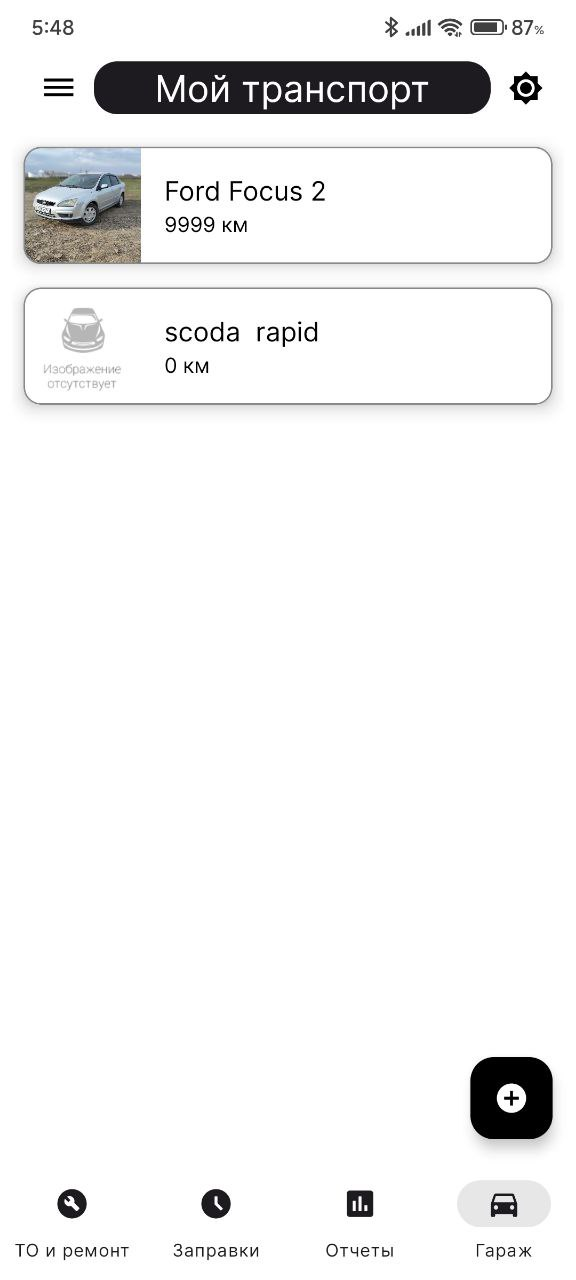 5:48
87%
Мой транспорт
Ford Focus 2
9999 км
scoda  rapid
0 км
Изображение
отсутствует
ТО и ремонт
Заправки
Отчеты
Гараж